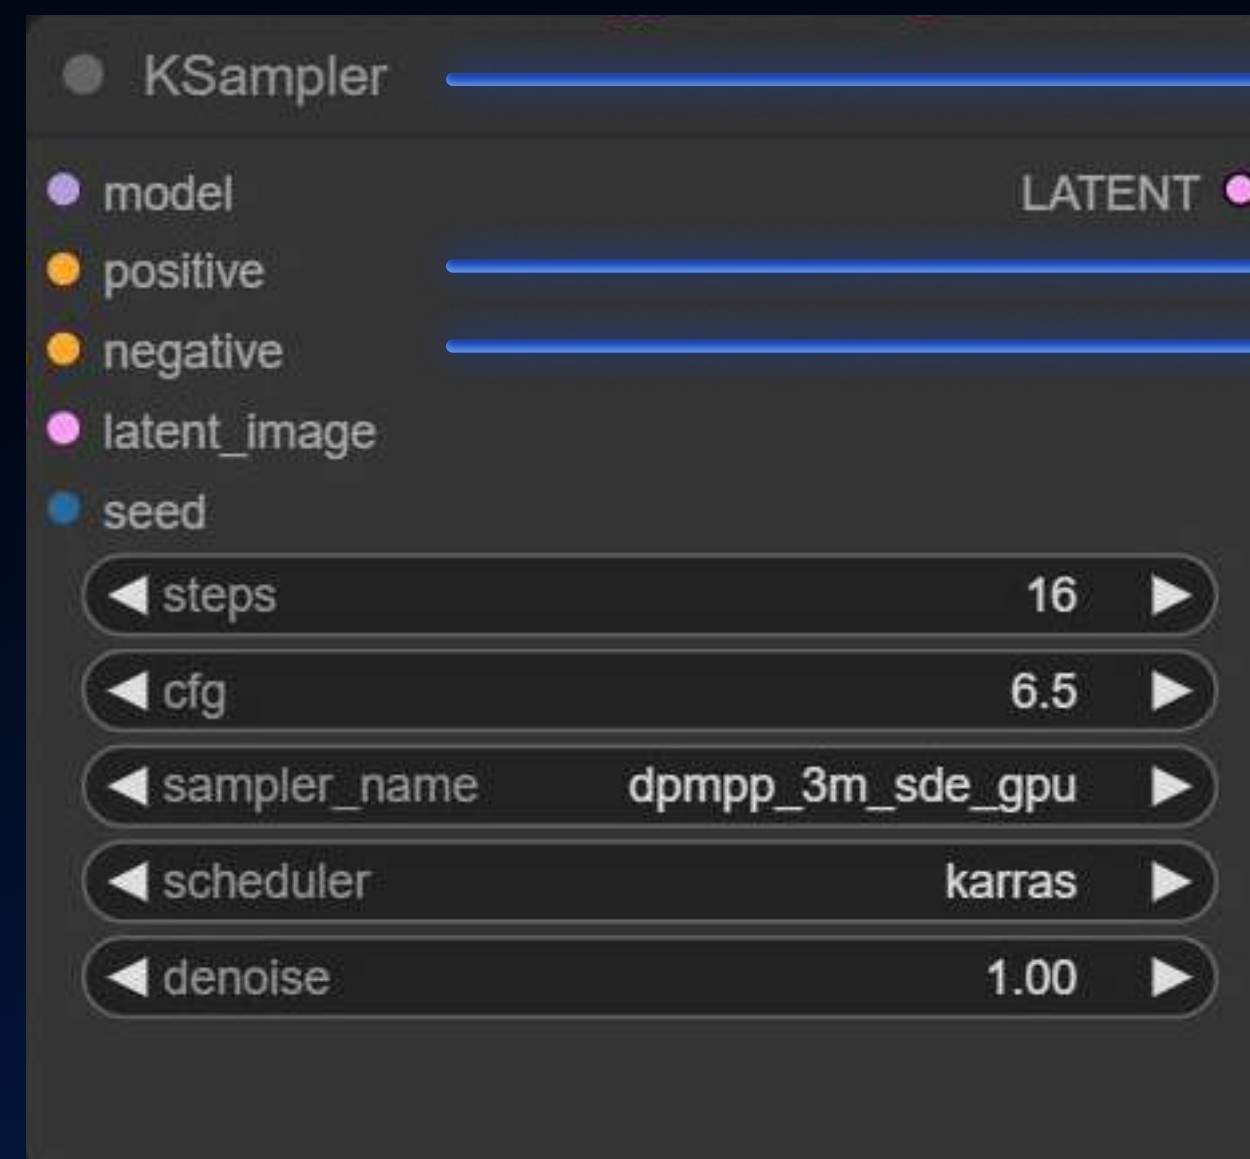 KSampler
model LATENT
positive
negative
latent_image
seed
steps 16
cfg 6.5
sampler_name dpmpp_3m_sde_gpu
scheduler karras
denoise 1.00